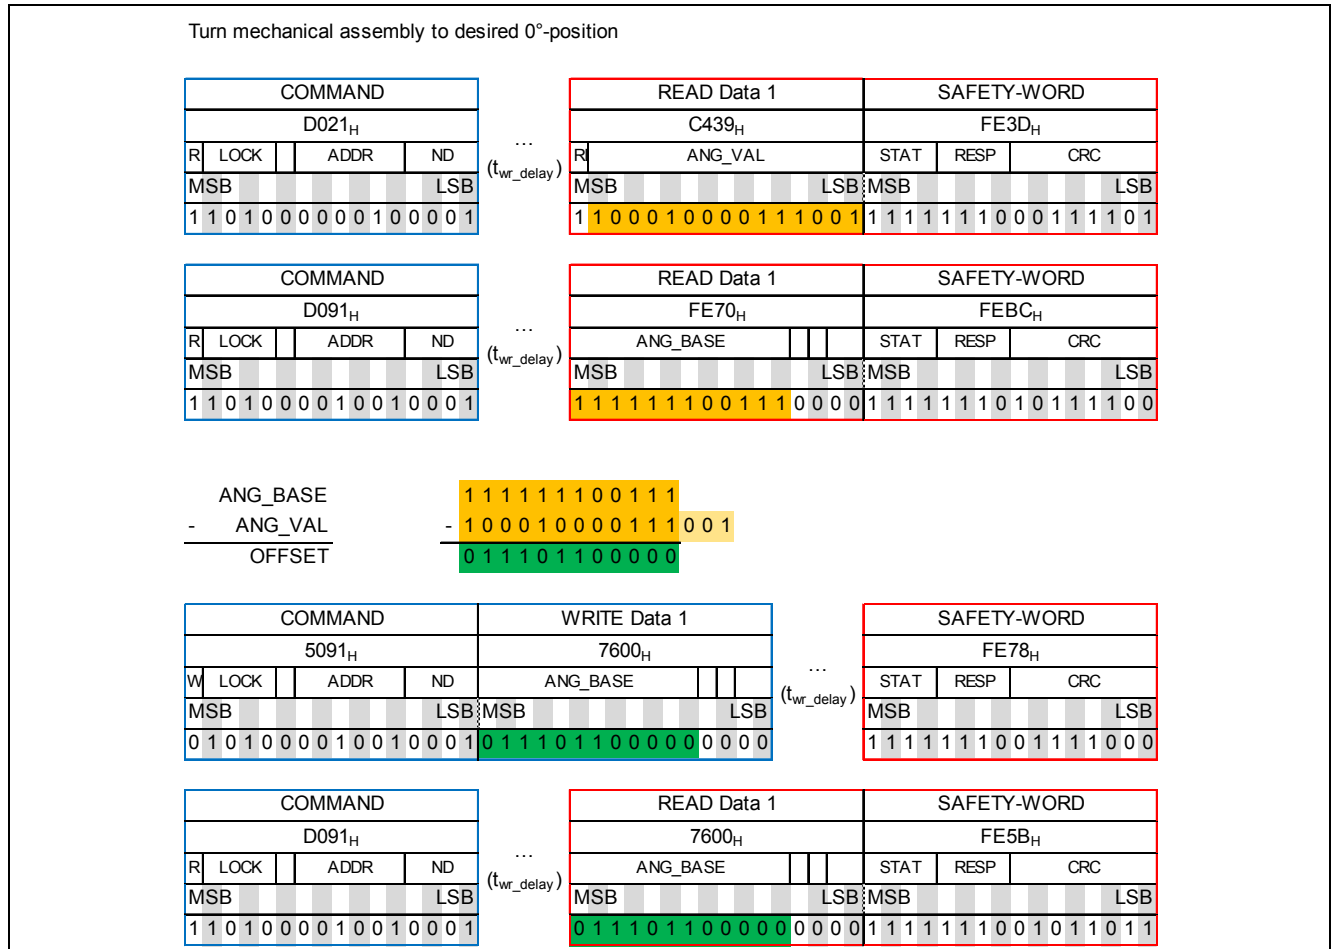 Turn mechanical assembly to desired 0°-position
COMMAND READ Data 1 SAFETY-WORD
D021H ... C439H FE3DH
R LOCK ADDR ND (twr_delay) R ANG_VAL STAT RESP CRC
MSB LSB MSB LSB MSB LSB
1 1 0 1 0 0 0 0 0 0 1 0 0 0 0 1 1 1 0 0 0 1 0 0 0 0 1 1 1 0 0 1 1 1 1 1 1 1 1 0 0 0 1 1 1 1 0 1
COMMAND READ Data 1 SAFETY-WORD
D091H ... FE70H FEBCH
R LOCK ADDR ND (twr_delay) ANG_BASE STAT RESP CRC
MSB LSB MSB LSB MSB LSB
1 1 0 1 0 0 0 0 1 0 0 1 0 0 0 1 1 1 1 1 1 1 1 0 0 1 1 1 0 0 0 0 1 1 1 1 1 1 1 0 1 0 1 1 1 1 0 0
ANG_BASE 1 1 1 1 1 1 1 0 0 1 1 1
- ANG_VAL - 1 0 0 0 1 0 0 0 0 1 1 1 0 0 1
OFFSET 0 1 1 1 0 1 1 0 0 0 0 0
COMMAND WRITE Data 1 SAFETY-WORD
5091H 7600H ... FE78H
W LOCK ADDR ND ANG_BASE (twr_delay) STAT RESP CRC
MSB LSB MSB LSB MSB LSB
0 1 0 1 0 0 0 0 1 0 0 1 0 0 0 1 0 1 1 1 0 1 1 0 0 0 0 0 0 0 0 0 1 1 1 1 1 1 1 0 0 1 1 1 1 0 0 0
COMMAND READ Data 1 SAFETY-WORD
D091H ... 7600H FE5BH
R LOCK ADDR ND (twr_delay) ANG_BASE STAT RESP CRC
MSB LSB MSB LSB MSB LSB
1 1 0 1 0 0 0 0 1 0 0 1 0 0 0 1 0 1 1 1 0 1 1 0 0 0 0 0 0 0 0 0 1 1 1 1 1 1 1 0 0 1 0 1 1 0 1 1